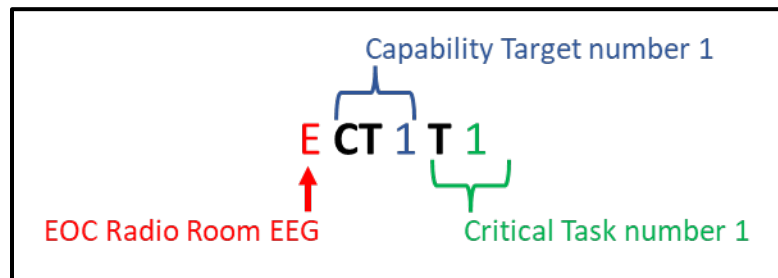 Capability Target number 1
E CT 1 T 1
EOC Radio Room EEG
Critical Task number 1